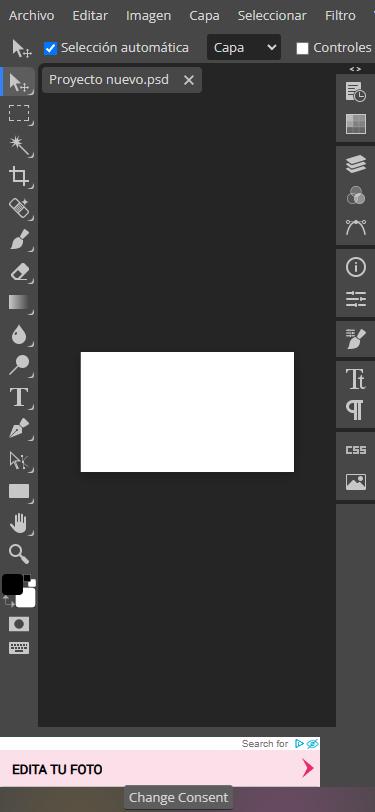 Archivo Editar Imagen Capa Seleccionar Filtro
Selección automática Capa Controles
Proyecto nuevo.psd
CSS
Search for
EDITA TU FOTO
Change Consent